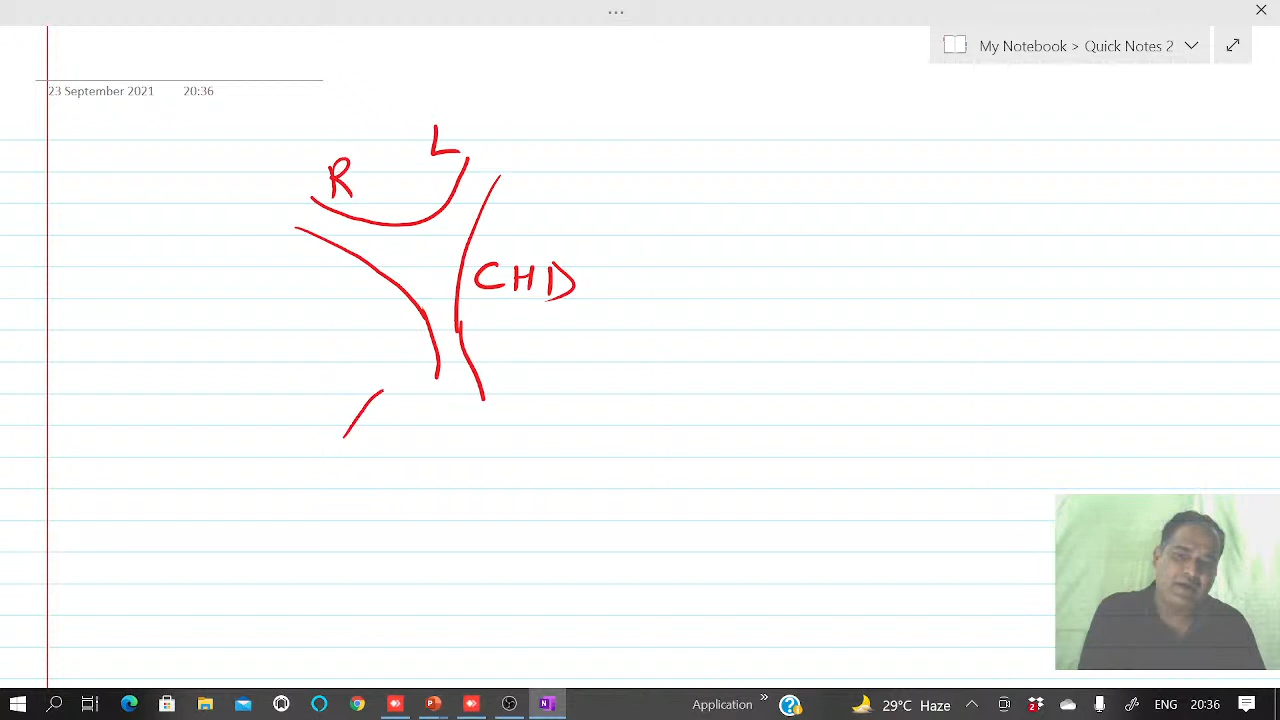 ...
My Notebook > Quick Notes 2
23 September 2021 20:36
L
R
CHD
Application
»
29°C Haze
ENG
20:36